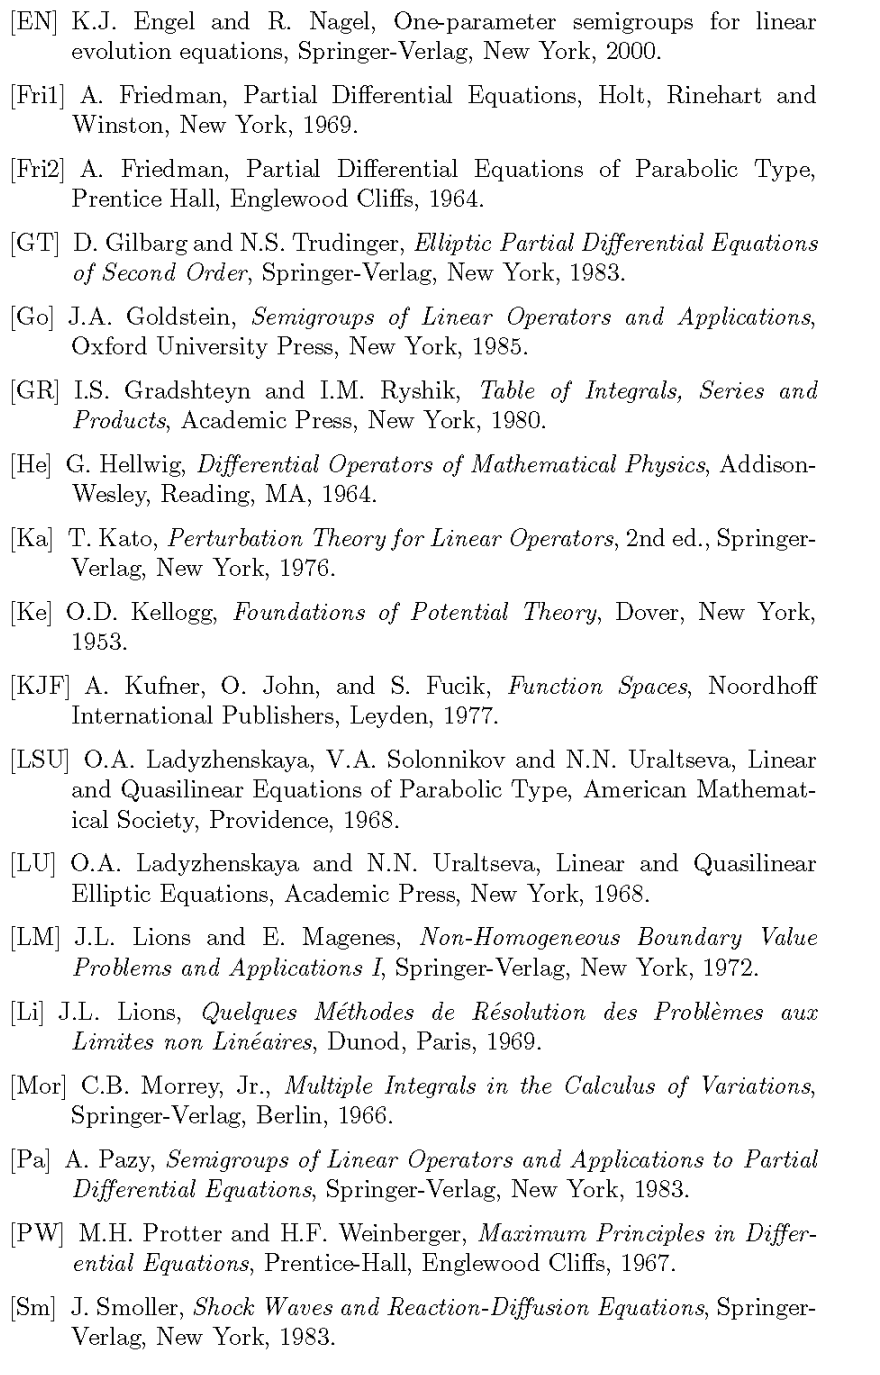 [EN] K.J. Engel and R. Nagel, One-parameter semigroups for linear
evolution equations, Springer-Verlag, New York, 2000.
[Fri1] A. Friedman, Partial Differential Equations, Holt, Rinehart and
Winston, New York, 1969.
[Fri2] A. Friedman, Partial Differential Equations of Parabolic Type,
Prentice Hall, Englewood Cliffs, 1964.
[GT] D. Gilbarg and N.S. Trudinger, Elliptic Partial Differential Equations
of Second Order, Springer-Verlag, New York, 1983.
[Go] J.A. Goldstein, Semigroups of Linear Operators and Applications,
Oxford University Press, New York, 1985.
[GR] I.S. Gradshteyn and I.M. Ryshik, Table of Integrals, Series and
Products, Academic Press, New York, 1980.
[He] G. Hellwig, Differential Operators of Mathematical Physics, Addison-
Wesley, Reading, MA, 1964.
[Ka] T. Kato, Perturbation Theory for Linear Operators, 2nd ed., Springer-
Verlag, New York, 1976.
[Ke] O.D. Kellogg, Foundations of Potential Theory, Dover, New York,
1953.
[KJF] A. Kufner, O. John, and S. Fucik, Function Spaces, Noordhoff
International Publishers, Leyden, 1977.
[LSU] O.A. Ladyzhenskaya, V.A. Solonnikov and N.N. Uraltseva, Linear
and Quasilinear Equations of Parabolic Type, American Mathemat-
ical Society, Providence, 1968.
[LU] O.A. Ladyzhenskaya and N.N. Uraltseva, Linear and Quasilinear
Elliptic Equations, Academic Press, New York, 1968.
[LM] J.L. Lions and E. Magenes, Non-Homogeneous Boundary Value
Problems and Applications I, Springer-Verlag, New York, 1972.
[Li] J.L. Lions, Quelques Méthodes de Résolution des Problèmes aux
Limites non Linéaires, Dunod, Paris, 1969.
[Mor] C.B. Morrey, Jr., Multiple Integrals in the Calculus of Variations,
Springer-Verlag, Berlin, 1966.
[Pa] A. Pazy, Semigroups of Linear Operators and Applications to Partial
Differential Equations, Springer-Verlag, New York, 1983.
[PW] M.H. Protter and H.F. Weinberger, Maximum Principles in Differ-
ential Equations, Prentice-Hall, Englewood Cliffs, 1967.
[Sm] J. Smoller, Shock Waves and Reaction-Diffusion Equations, Springer-
Verlag, New York, 1983.